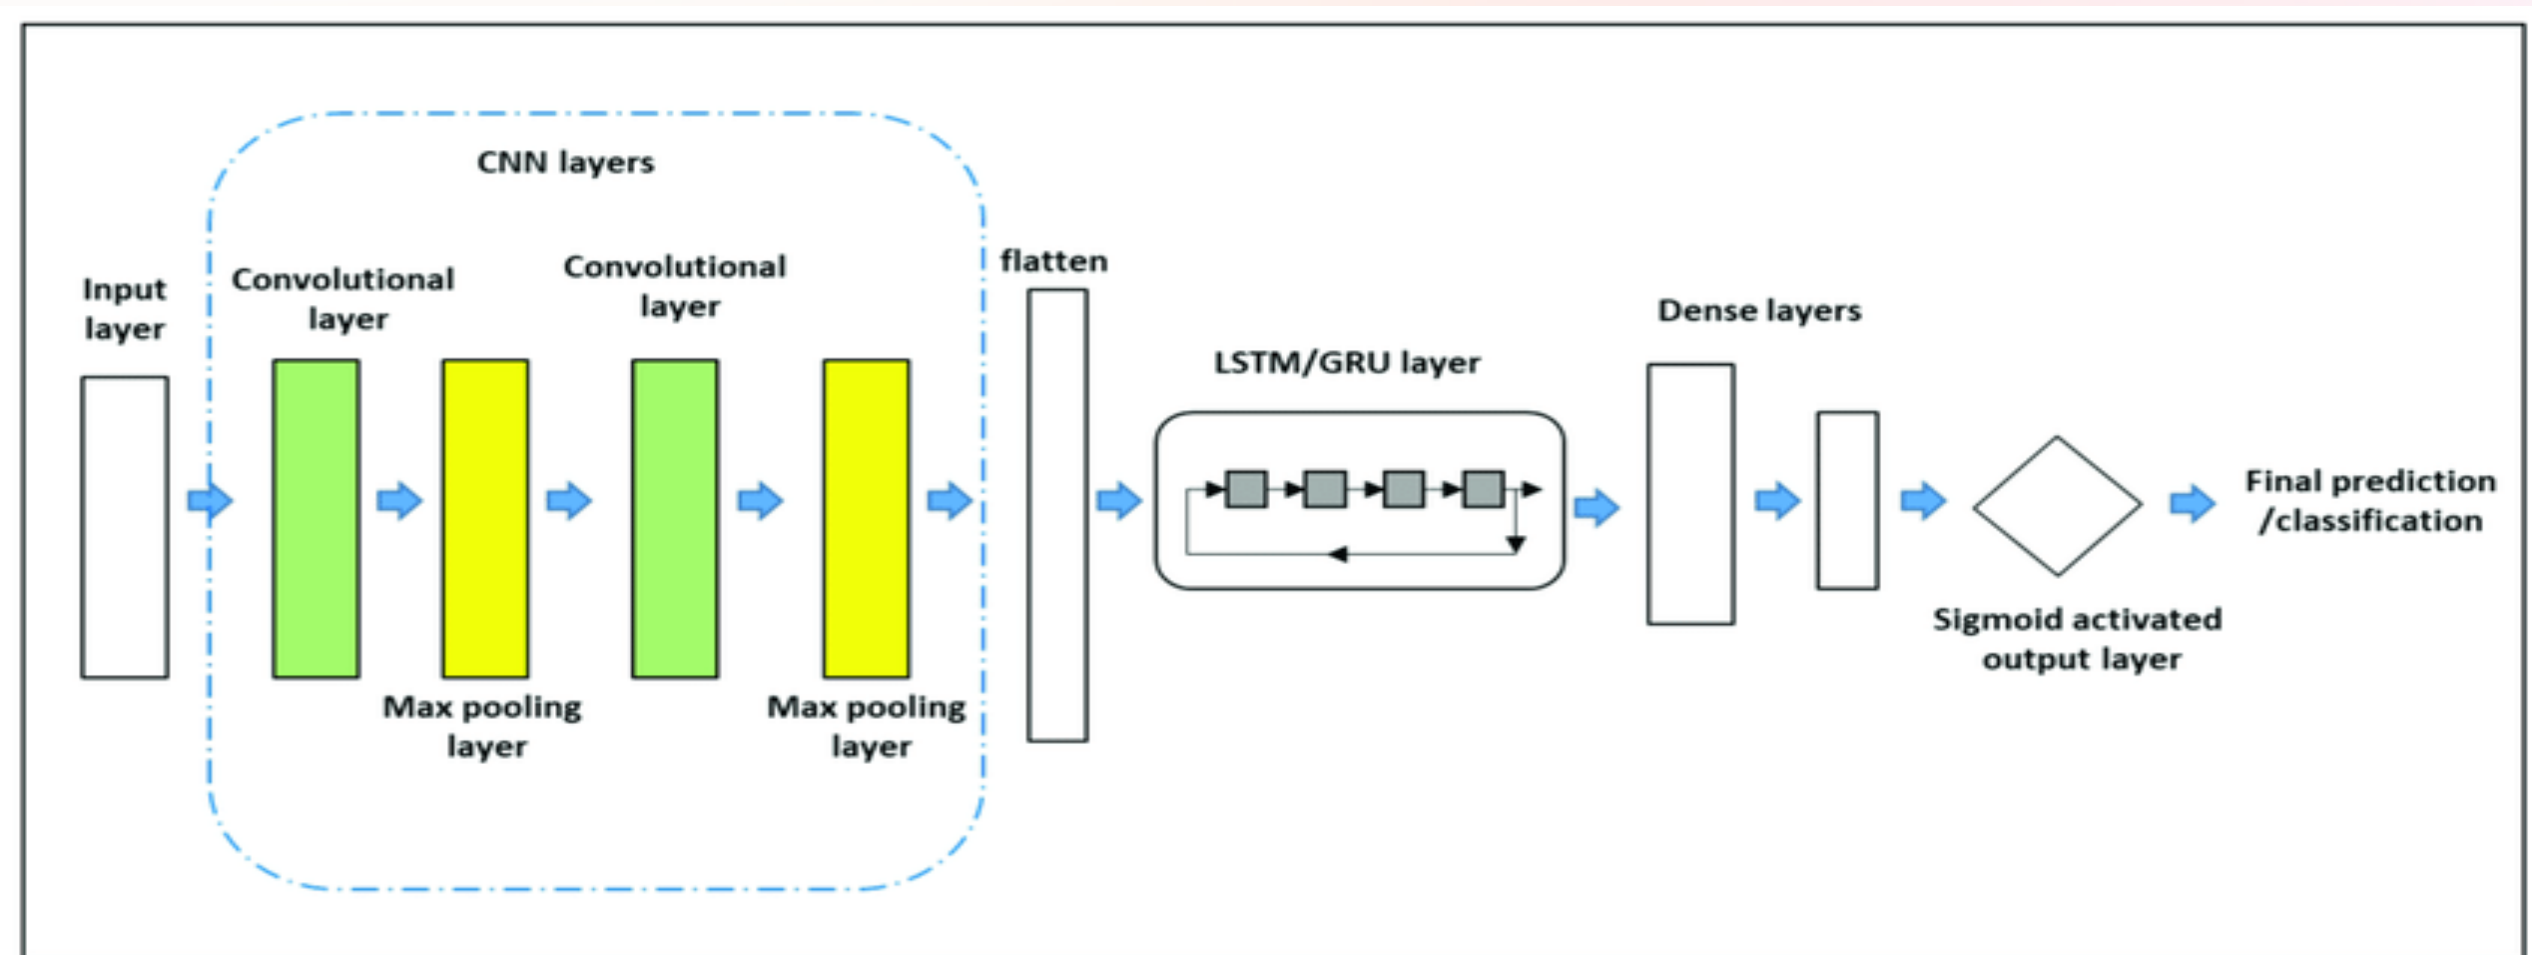 CNN layers
Input
layer
Convolutional
layer
Max pooling
layer
Convolutional
layer
Max pooling
layer
flatten
LSTM/GRU layer
Dense layers
Sigmoid activated
output layer
Final prediction
/classification